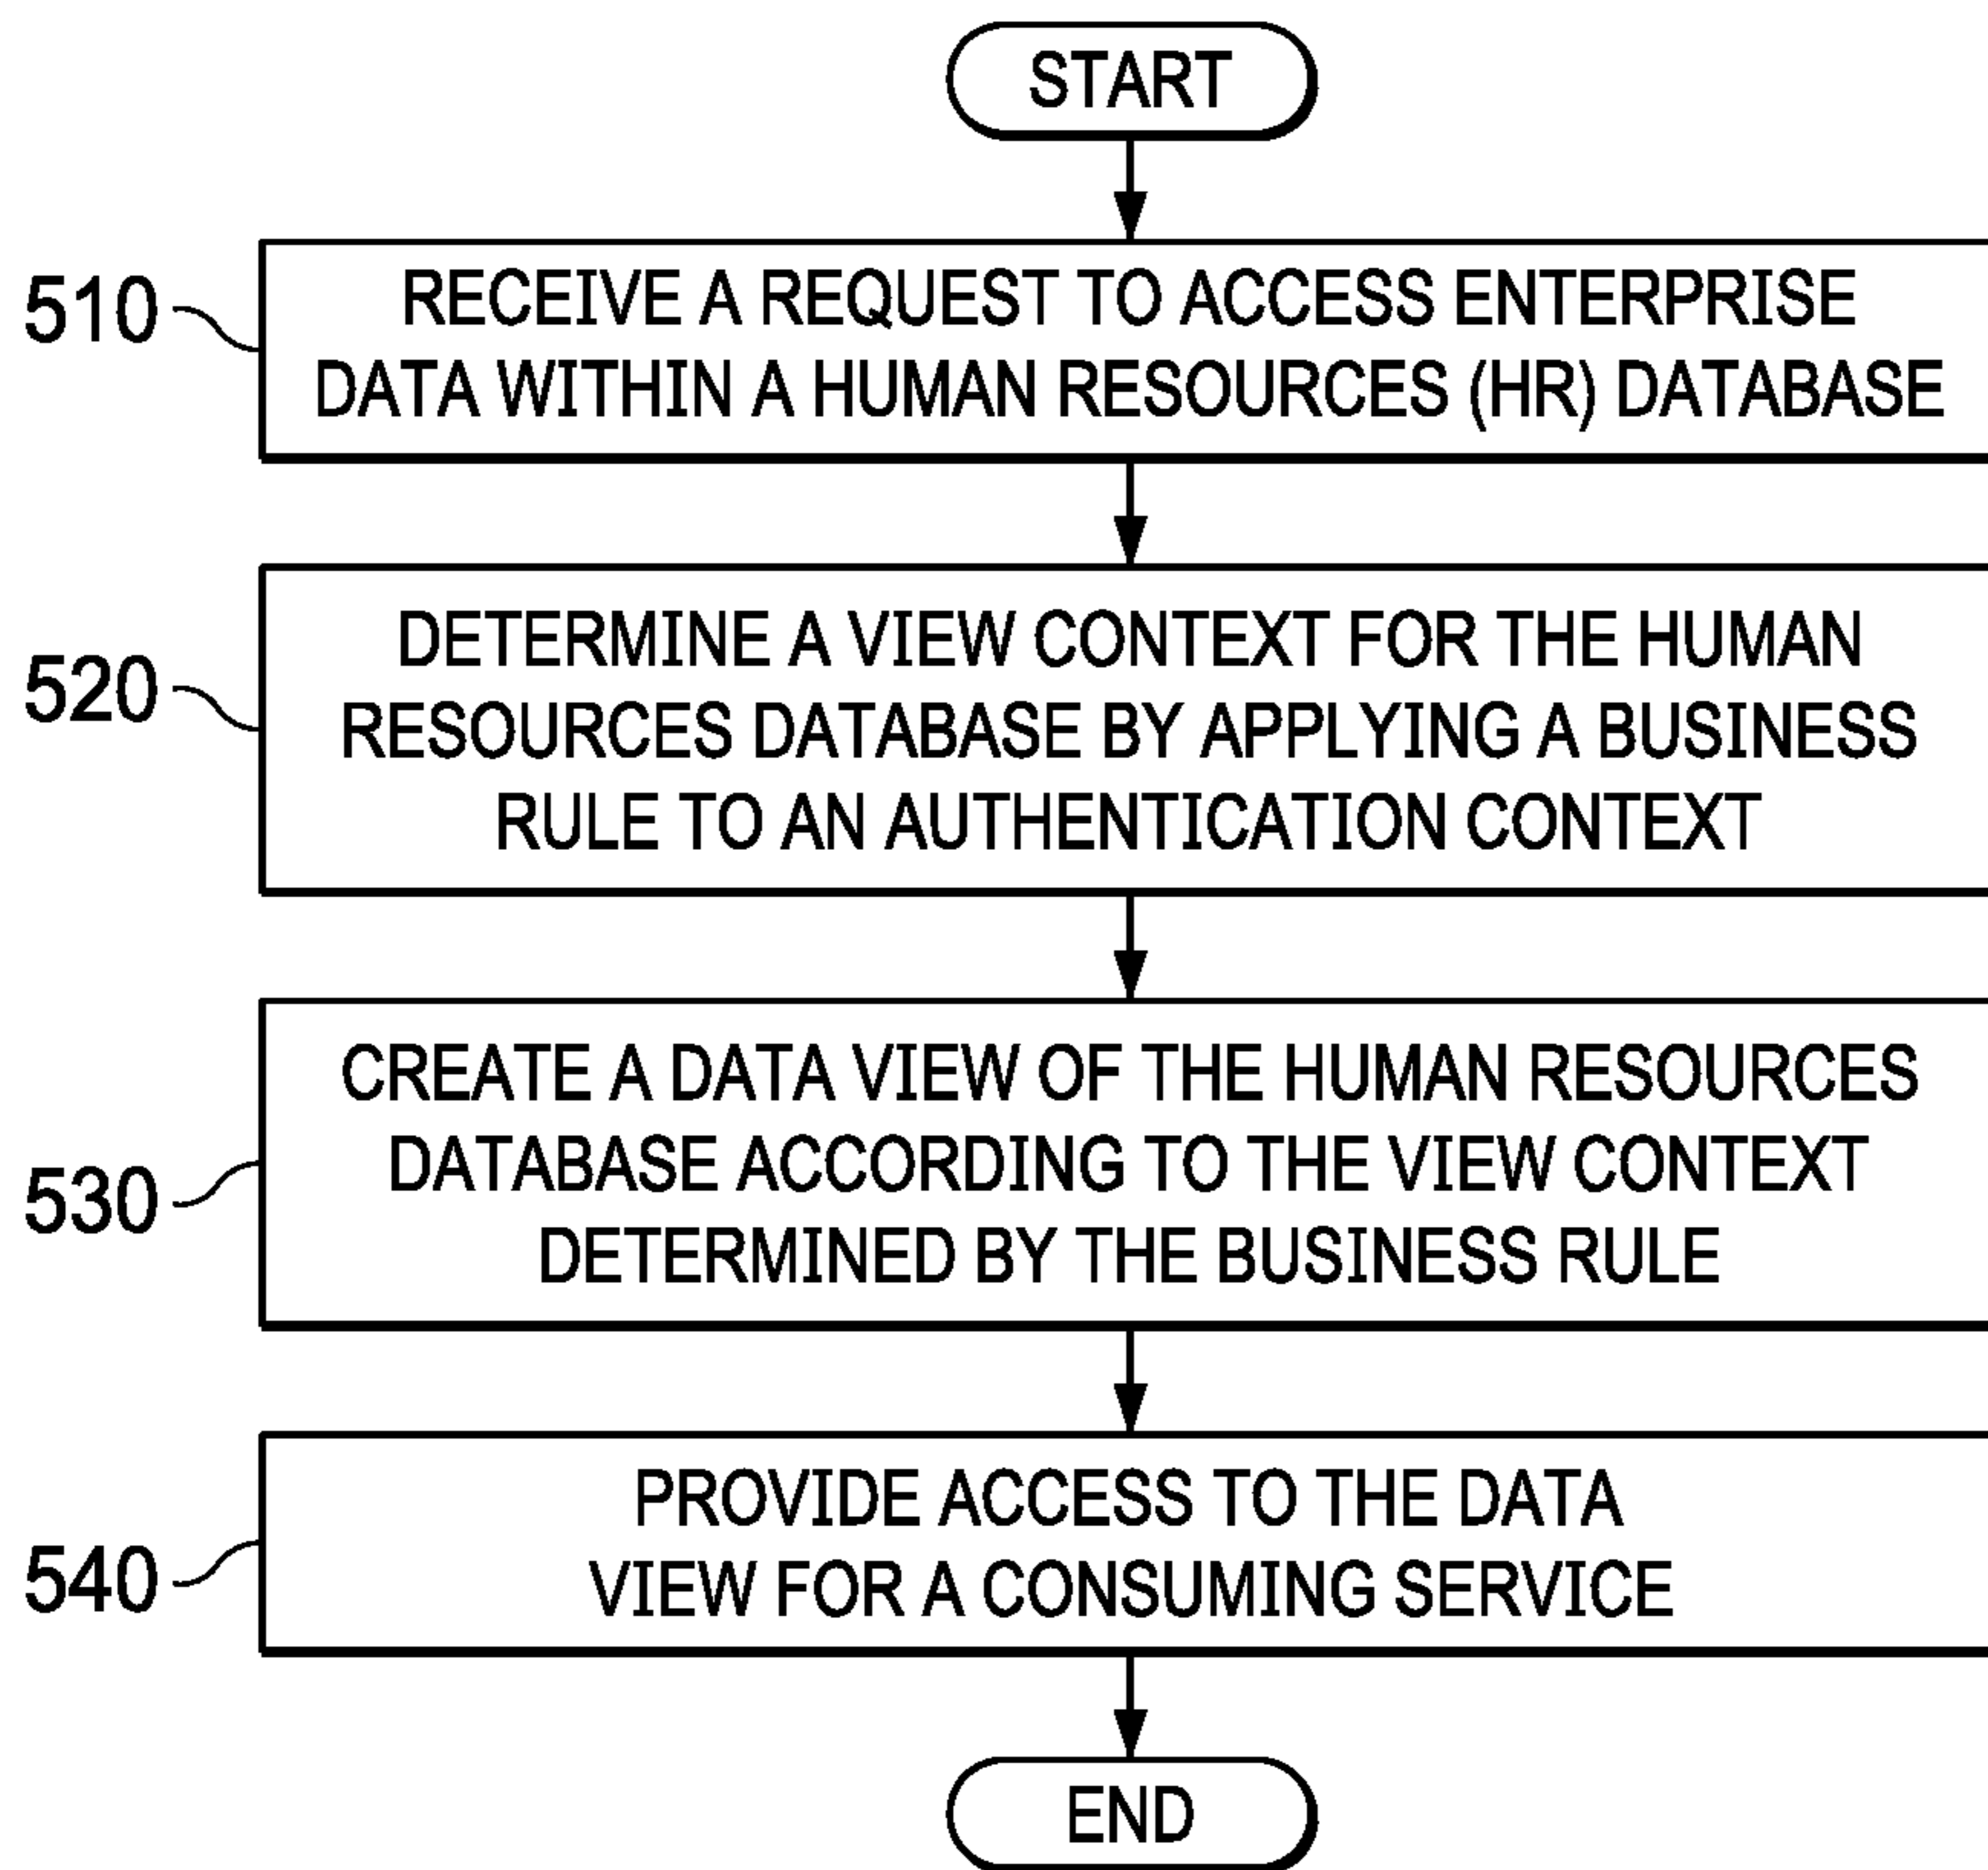 START
510
RECEIVE A REQUEST TO ACCESS ENTERPRISE
DATA WITHIN A HUMAN RESOURCES (HR) DATABASE
520
DETERMINE A VIEW CONTEXT FOR THE HUMAN
RESOURCES DATABASE BY APPLYING A BUSINESS
RULE TO AN AUTHENTICATION CONTEXT
530
CREATE A DATA VIEW OF THE HUMAN RESOURCES
DATABASE ACCORDING TO THE VIEW CONTEXT
DETERMINED BY THE BUSINESS RULE
540
PROVIDE ACCESS TO THE DATA
VIEW FOR A CONSUMING SERVICE
END